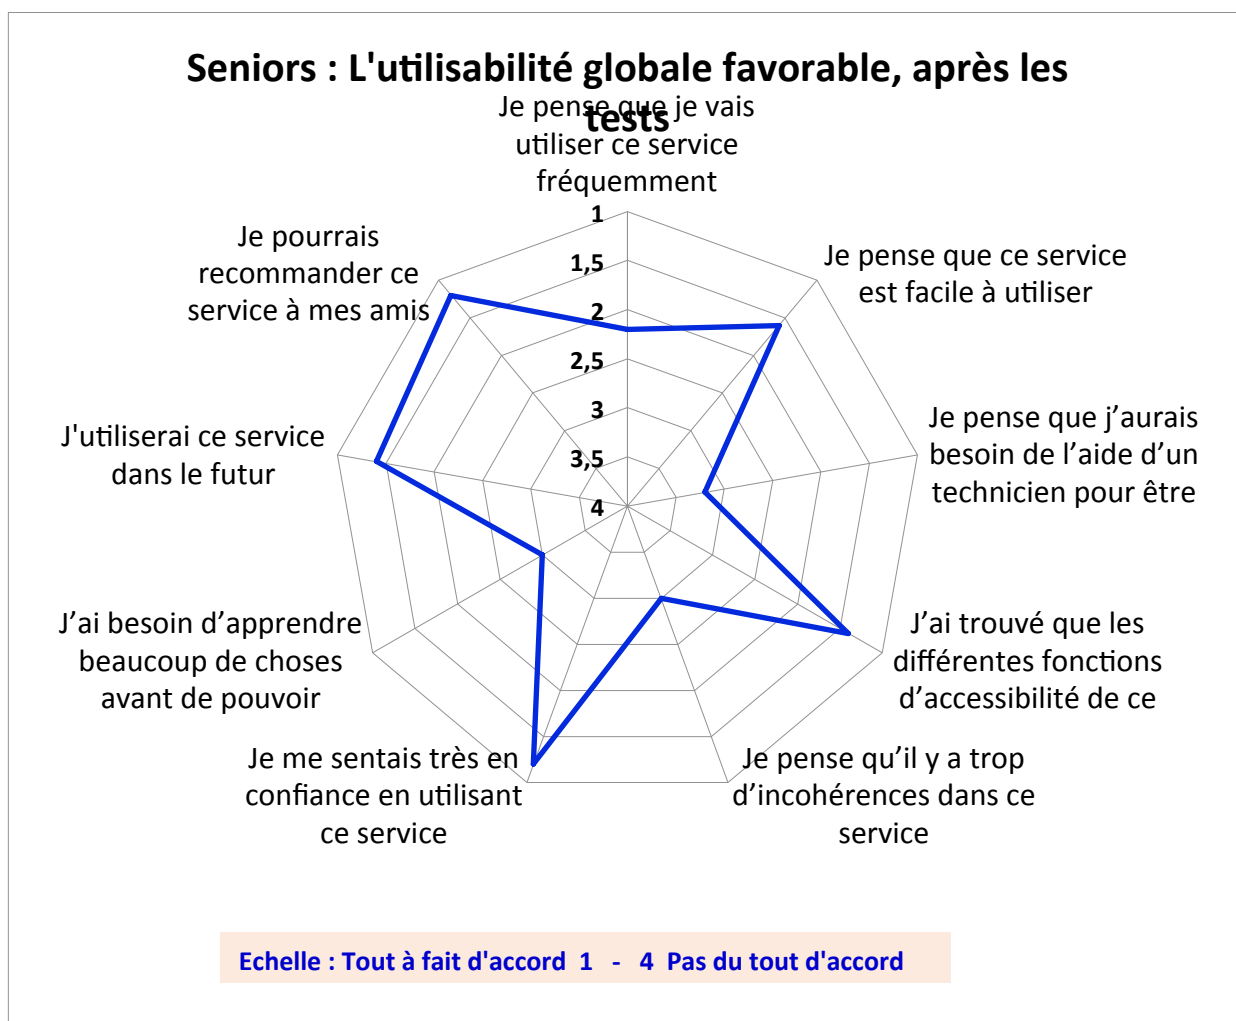 Seniors : L'utilisabilité globale favorable, après les
tests
Je pense que je vais
utiliser ce service
fréquemment
Je pense que ce service
est facile à utiliser
Je pense que j’aurais
besoin de l’aide d’un
technicien pour être
J’ai trouvé que les
différentes fonctions
d’accessibilité de ce
Je pense qu’il y a trop
d’incohérences dans ce
service
Je me sentais très en
confiance en utilisant
ce service
J’ai besoin d’apprendre
beaucoup de choses
avant de pouvoir
J'utiliserai ce service
dans le futur
Je pourrais
recommander ce
service à mes amis
1
1,5
2
2,5
3
3,5
4
Echelle : Tout à fait d'accord 1 - 4 Pas du tout d'accord